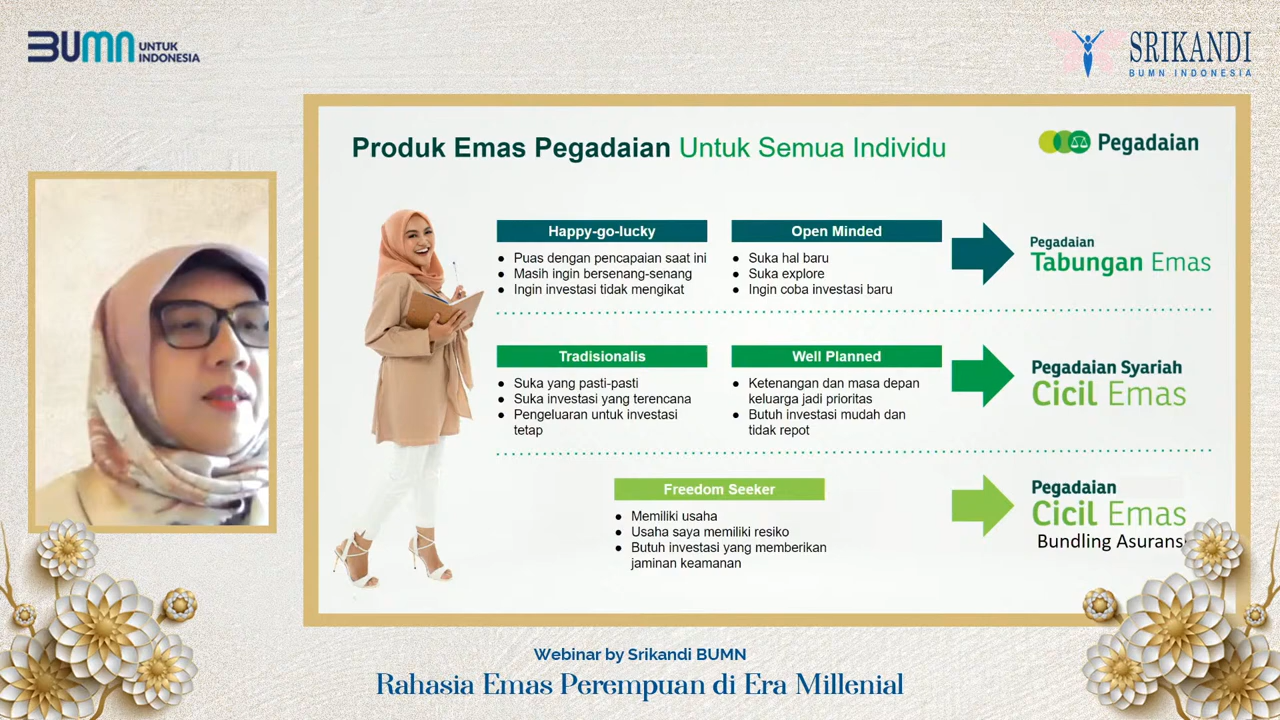 BUMN UNTUK
INDONESIA
SRIKANDI
BUMN INDONESIA
Produk Emas Pegadaian Untuk Semua Individu
Pegadaian
Happy-go-lucky
● Puas dengan pencapaian saat ini
● Masih ingin bersenang-senang
● Ingin investasi tidak mengikat
Open Minded
● Suka hal baru
● Suka explore
● Ingin coba investasi baru
Pegadaian
Tabungan Emas
Tradisionalis
● Suka yang pasti-pasti
● Suka investasi yang terencana
● Pengeluaran untuk investasi
tetap
Well Planned
● Ketenangan dan masa depan
keluarga jadi prioritas
● Butuh investasi mudah dan
tidak repot
Pegadaian Syariah
Cicil Emas
Freedom Seeker
● Memiliki usaha
● Usaha saya memiliki resiko
● Butuh investasi yang memberikan
jaminan keamanan
Pegadaian
Cicil Emas
Bundling Asurans
Webinar by Srikandi BUMN
Rahasia Emas Perempuan di Era Millenial